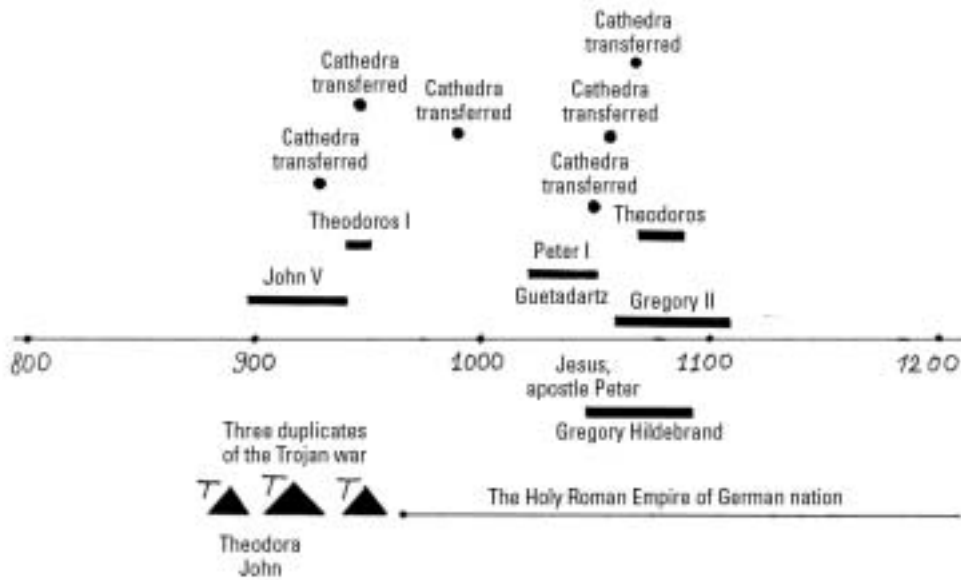 Cathedra
transferred
Cathedra
transferred
Cathedra
transferred
Cathedra
transferred
Cathedra
transferred
Cathedra
transferred
Theodoros I
Theodoros
John V
Peter I
Guetadartz
Gregory II
800
900
1000
1100
1200
Jesus,
apostle Peter
Gregory Hildebrand
Three duplicates
of the Trojan war
T
T
T
The Holy Roman Empire of German nation
Theodora
John